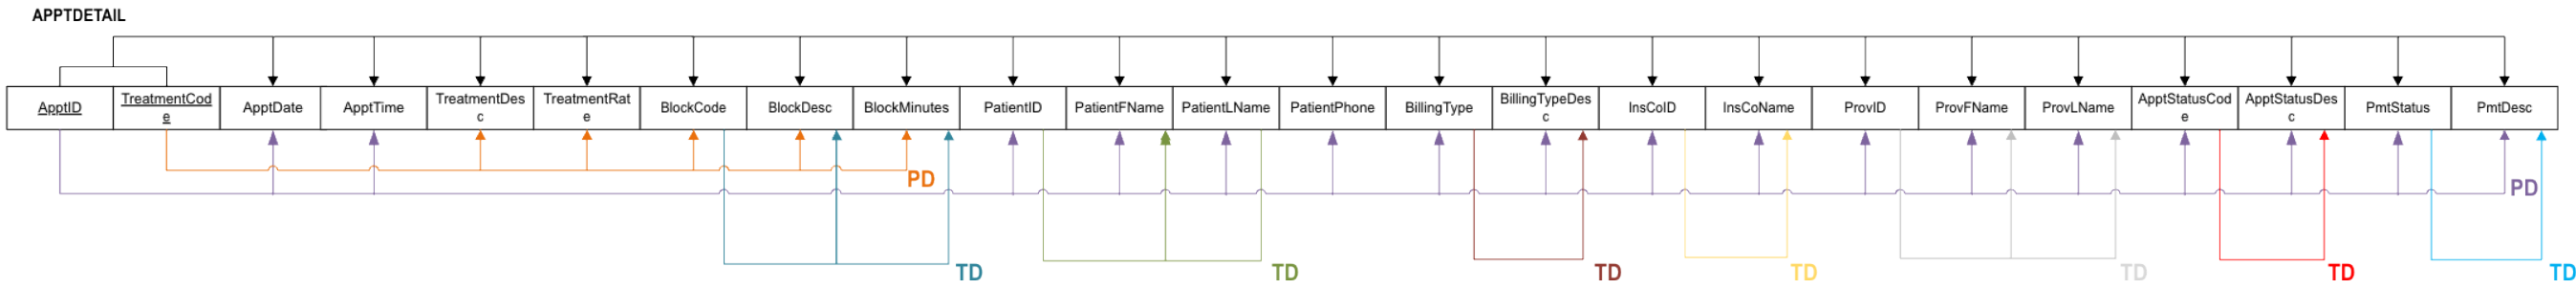 APPTDETAIL
ApptID
TreatmentCod
e
ApptDate
ApptTime
TreatmentDes
c
TreatmentRat
e
BlockCode
BlockDesc
BlockMinutes
PatientID
PatientFName
PatientLName
PatientPhone
BillingType
BillingTypeDes
c
InsCoID
InsCoName
ProvID
ProvFName
ProvLName
ApptStatusCod
e
ApptStatusDes
c
PmtStatus
PmtDesc
PD
PD
TD
TD
TD
TD
TD
TD
TD